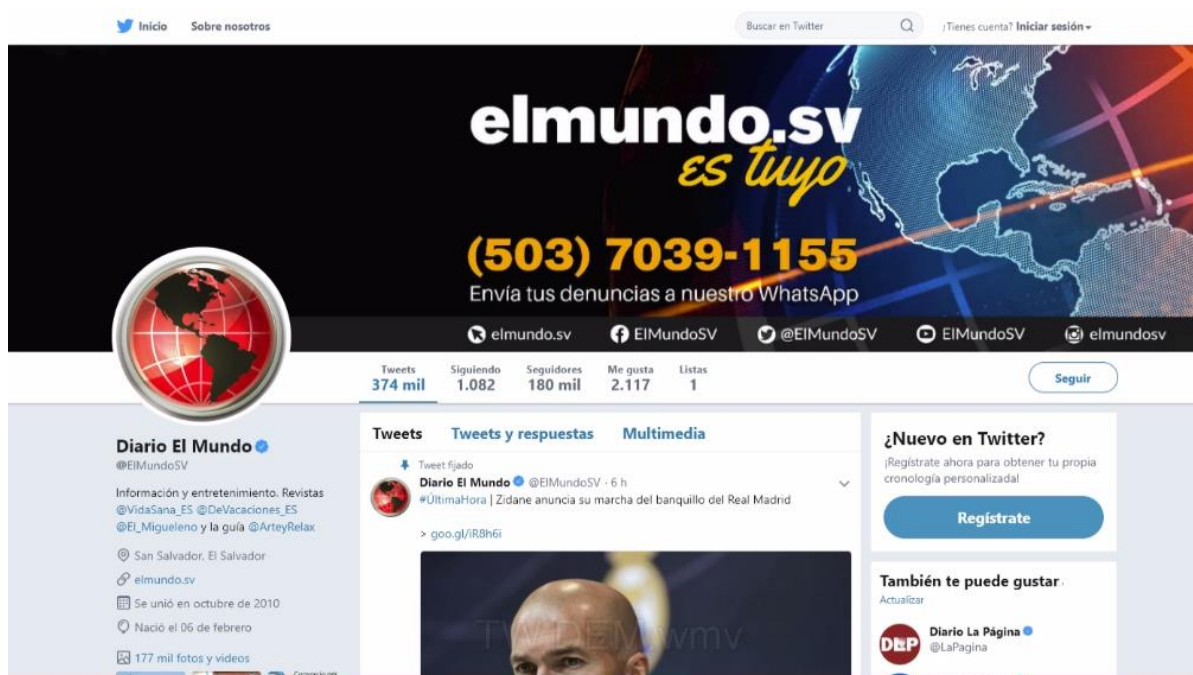 Inicio Sobre nosotros Buscar en Twitter ¿Tienes cuenta? Iniciar sesión
elmundo.sv
es tuyo
(503) 7039-1155
Envía tus denuncias a nuestro WhatsApp
elmundo.sv ElMundoSV @ElMundoSV ElMundoSV elmundosv
Tweets Siguiendo Seguidores Me gusta Listas
374 mil 1.082 180 mil 2.117 1
Seguir
Diario El Mundo
@ElMundoSV
Información y entretenimiento. Revistas
@VidaSana_ES @DeVacaciones_ES
@El_Migueleno y la guía @ArteyRelax
San Salvador, El Salvador
elmundo.sv
Se unió en octubre de 2010
Nació el 06 de febrero
177 mil fotos y videos
Tweets Tweets y respuestas Multimedia
Tweet fijado
Diario El Mundo @ElMundoSV · 6 h
#ÚltimaHora | Zidane anuncia su marcha del banquillo del Real Madrid
> goo.gl/iR8h6i
¿Nuevo en Twitter?
¡Regístrate ahora para obtener tu propia
cronología personalizada!
Regístrate
También te puede gustar
Actualizar
DLP
Diario La Página
@LaPagina